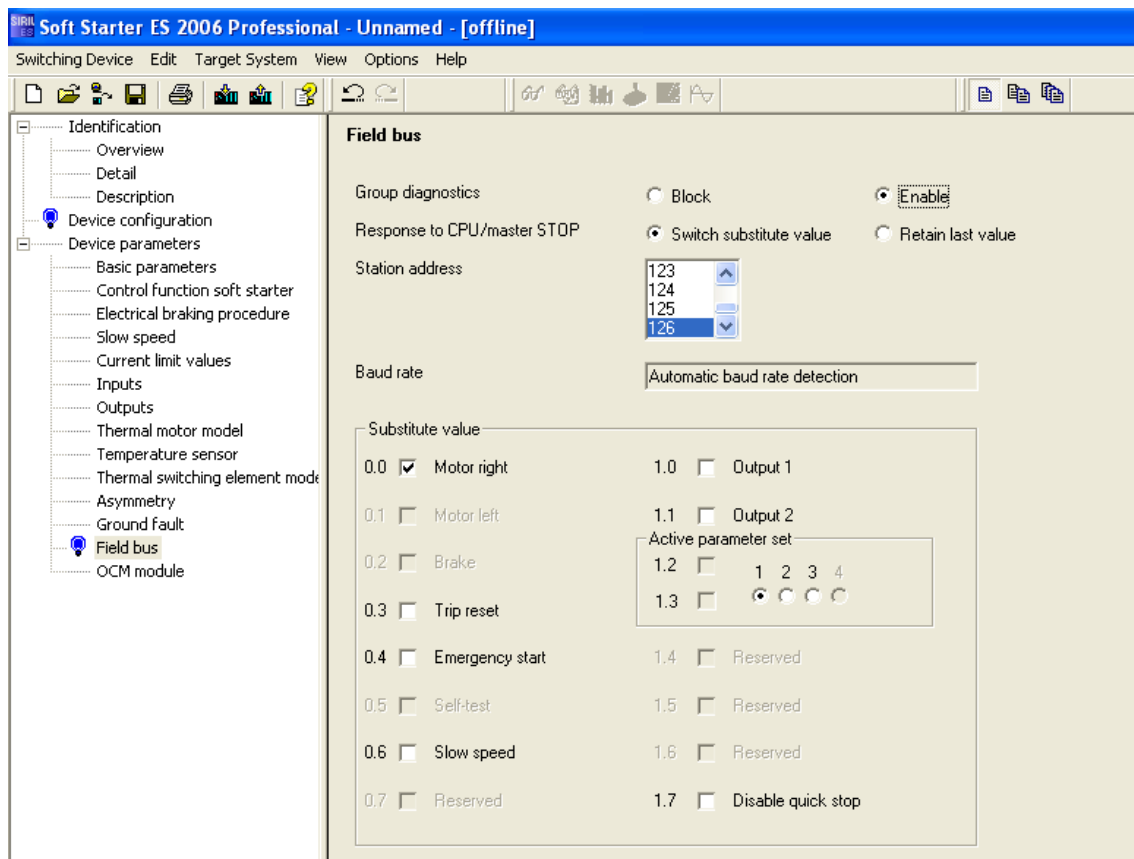 SIRIUS ES Soft Starter ES 2006 Professional - Unnamed - [offline]
Switching Device Edit Target System View Options Help
Identification
Overview
Detail
Description
Device configuration
Device parameters
Basic parameters
Control function soft starter
Electrical braking procedure
Slow speed
Current limit values
Inputs
Outputs
Thermal motor model
Temperature sensor
Thermal switching element mode
Asymmetry
Ground fault
Field bus
OCM module
Field bus
Group diagnostics Block Enable
Response to CPU/master STOP Switch substitute value Retain last value
Station address
123
124
125
126
Baud rate Automatic baud rate detection
Substitute value
0.0 Motor right 1.0 Output 1
0.1 Motor left 1.1 Output 2
Active parameter set
0.2 Brake 1.2 1 2 3 4
1.3
0.3 Trip reset
0.4 Emergency start 1.4 Reserved
0.5 Self-test 1.5 Reserved
0.6 Slow speed 1.6 Reserved
0.7 Reserved 1.7 Disable quick stop